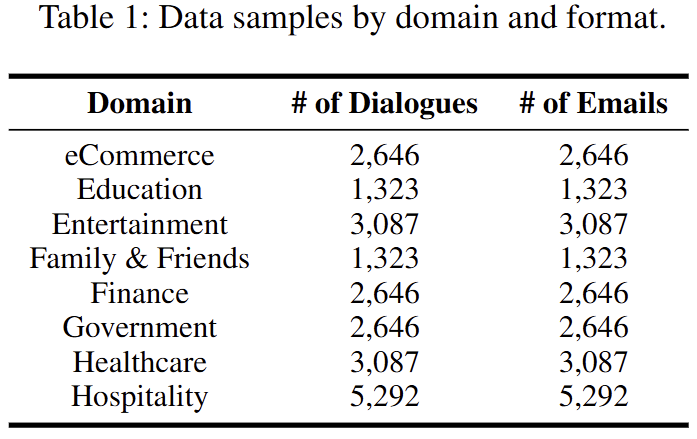 Table 1: Data samples by domain and format.
Domain # of Dialogues # of Emails
eCommerce 2,646 2,646
Education 1,323 1,323
Entertainment 3,087 3,087
Family & Friends 1,323 1,323
Finance 2,646 2,646
Government 2,646 2,646
Healthcare 3,087 3,087
Hospitality 5,292 5,292